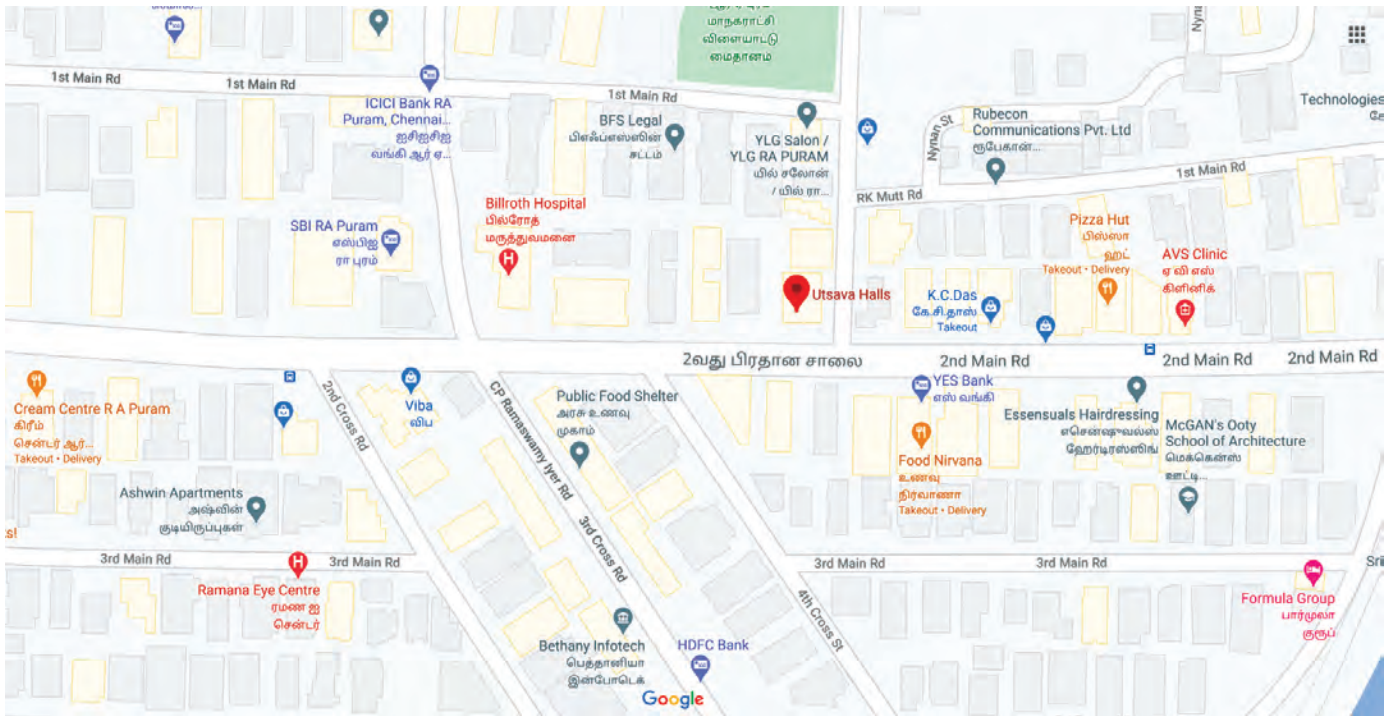 மாநகராட்சி
விளையாட்டு
மைதானம்
Nynan
1st Main Rd
1st Main Rd
1st Main Rd
ICICI Bank RA
Puram, Chennai...
ஐசிஐசிஐ
வங்கி ஆர் ஏ...
BFS Legal
பிஎஃப்எஸ்ஸின்
சட்டம்
YLG Salon /
YLG RA PURAM
யில் சலோன்
/ யில் ரா...
Nynan St
Rubecon
Communications Pvt. Ltd
ரூபேகான்...
Technologies
1st Main Rd
RK Mutt Rd
SBI RA Puram
எஸ்பிஐ
ரா புரம்
Billroth Hospital
பில்ரோத்
மருத்துவமனை
Pizza Hut
பிஸ்ஸா
ஹட்
Takeout • Delivery
AVS Clinic
ஏ வி எஸ்
கிளினிக்
Utsava Halls
K.C.Das
கே.சி.தாஸ்
Takeout
2வது பிரதான சாலை
2nd Main Rd
2nd Main Rd
2nd Main Rd
Cream Centre R A Puram
கிரீம்
சென்டர் ஆர்...
Takeout • Delivery
2nd Cross Rd
Viba
விப
CP Ramaswamy Iyer Rd
Public Food Shelter
அரசு உணவு
முகாம்
YES Bank
எஸ் வங்கி
Essensuals Hairdressing
எசென்ஷுவல்ஸ்
ஹேர்டிரஸ்ஸிங்
McGAN's Ooty
School of Architecture
மெக்கென்ஸ்
ஊட்டி...
Food Nirvana
உணவு
நிர்வாணா
Takeout • Delivery
Ashwin Apartments
அஷ்வின்
குடியிருப்புகள்
s!
3rd Main Rd
3rd Main Rd
3rd Cross Rd
3rd Main Rd
3rd Main Rd
Srii
Ramana Eye Centre
ரமண ஐ
சென்டர்
4th Cross St
Formula Group
பார்முலா
குரூப்
Bethany Infotech
பெத்தானியா
இன்போடெக்
HDFC Bank
Google